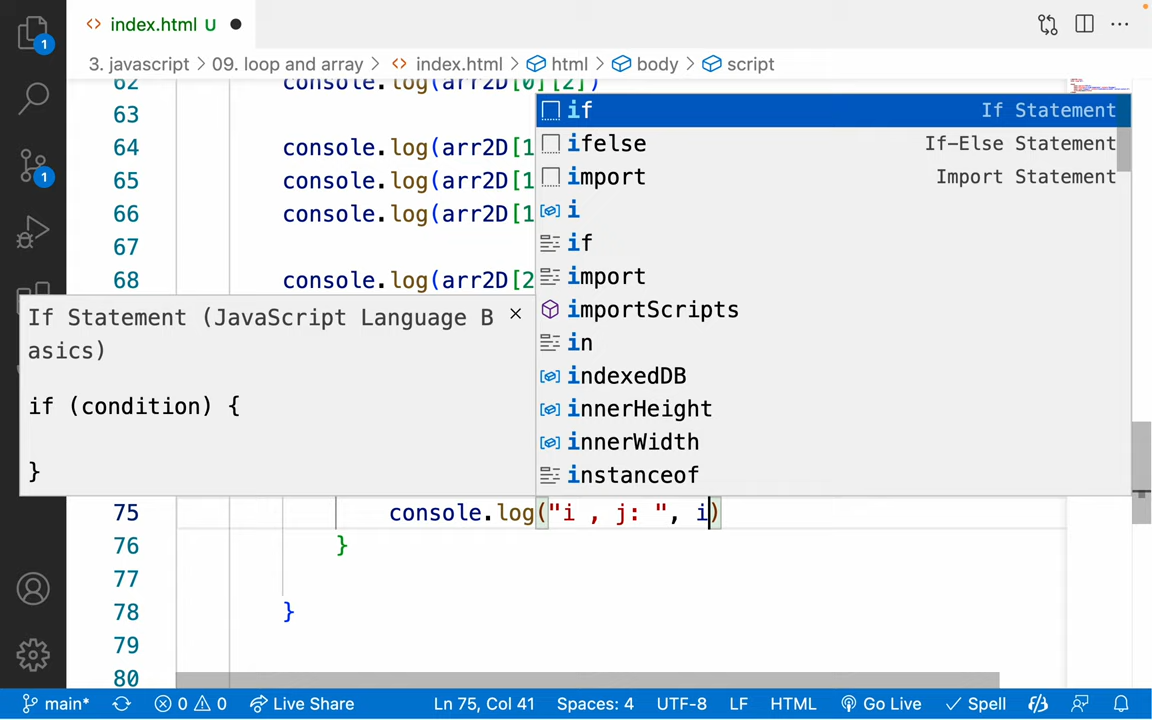 index.html U
1
3. javascript > 09. loop and array > index.html > html > body > script
62 console.log(arr2D[0][2])
63
64 console.log(arr2D[1
65 console.log(arr2D[1
66 console.log(arr2D[1
67
68 console.log(arr2D[2
1
if If Statement
ifelse If-Else Statement
import Import Statement
i
if
import
importScripts
in
indexedDB
innerHeight
innerWidth
instanceof
If Statement (JavaScript Language B
asics)
if (condition) {
}
75 console.log("i , j: ", i)
76 }
77
78 }
79
80
main* 0 0 Live Share Ln 75, Col 41 Spaces: 4 UTF-8 LF HTML Go Live Spell